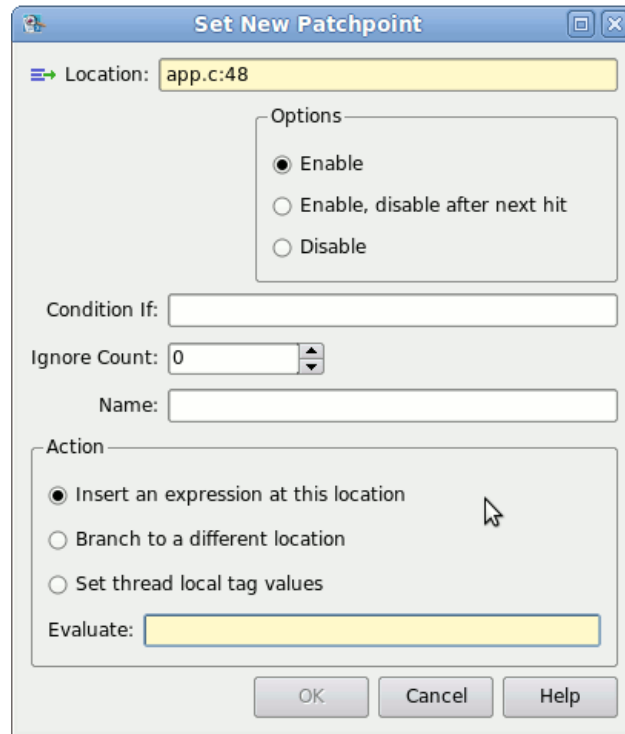 Set New Patchpoint
Location: app.c:48
Options
Enable
Enable, disable after next hit
Disable
Condition If:
Ignore Count: 0
Name:
Action
Insert an expression at this location
Branch to a different location
Set thread local tag values
Evaluate:
OK Cancel Help